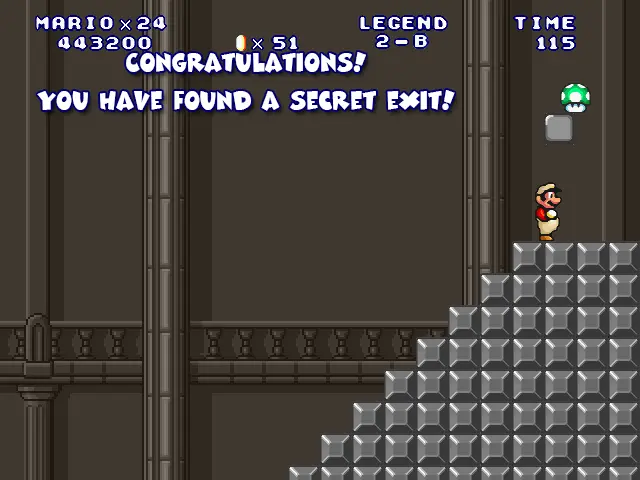 MARIO×24 LEGEND TIME
443200 ×51 2-B 115
CONGRATULATIONS!
YOU HAVE FOUND A SECRET EXIT!